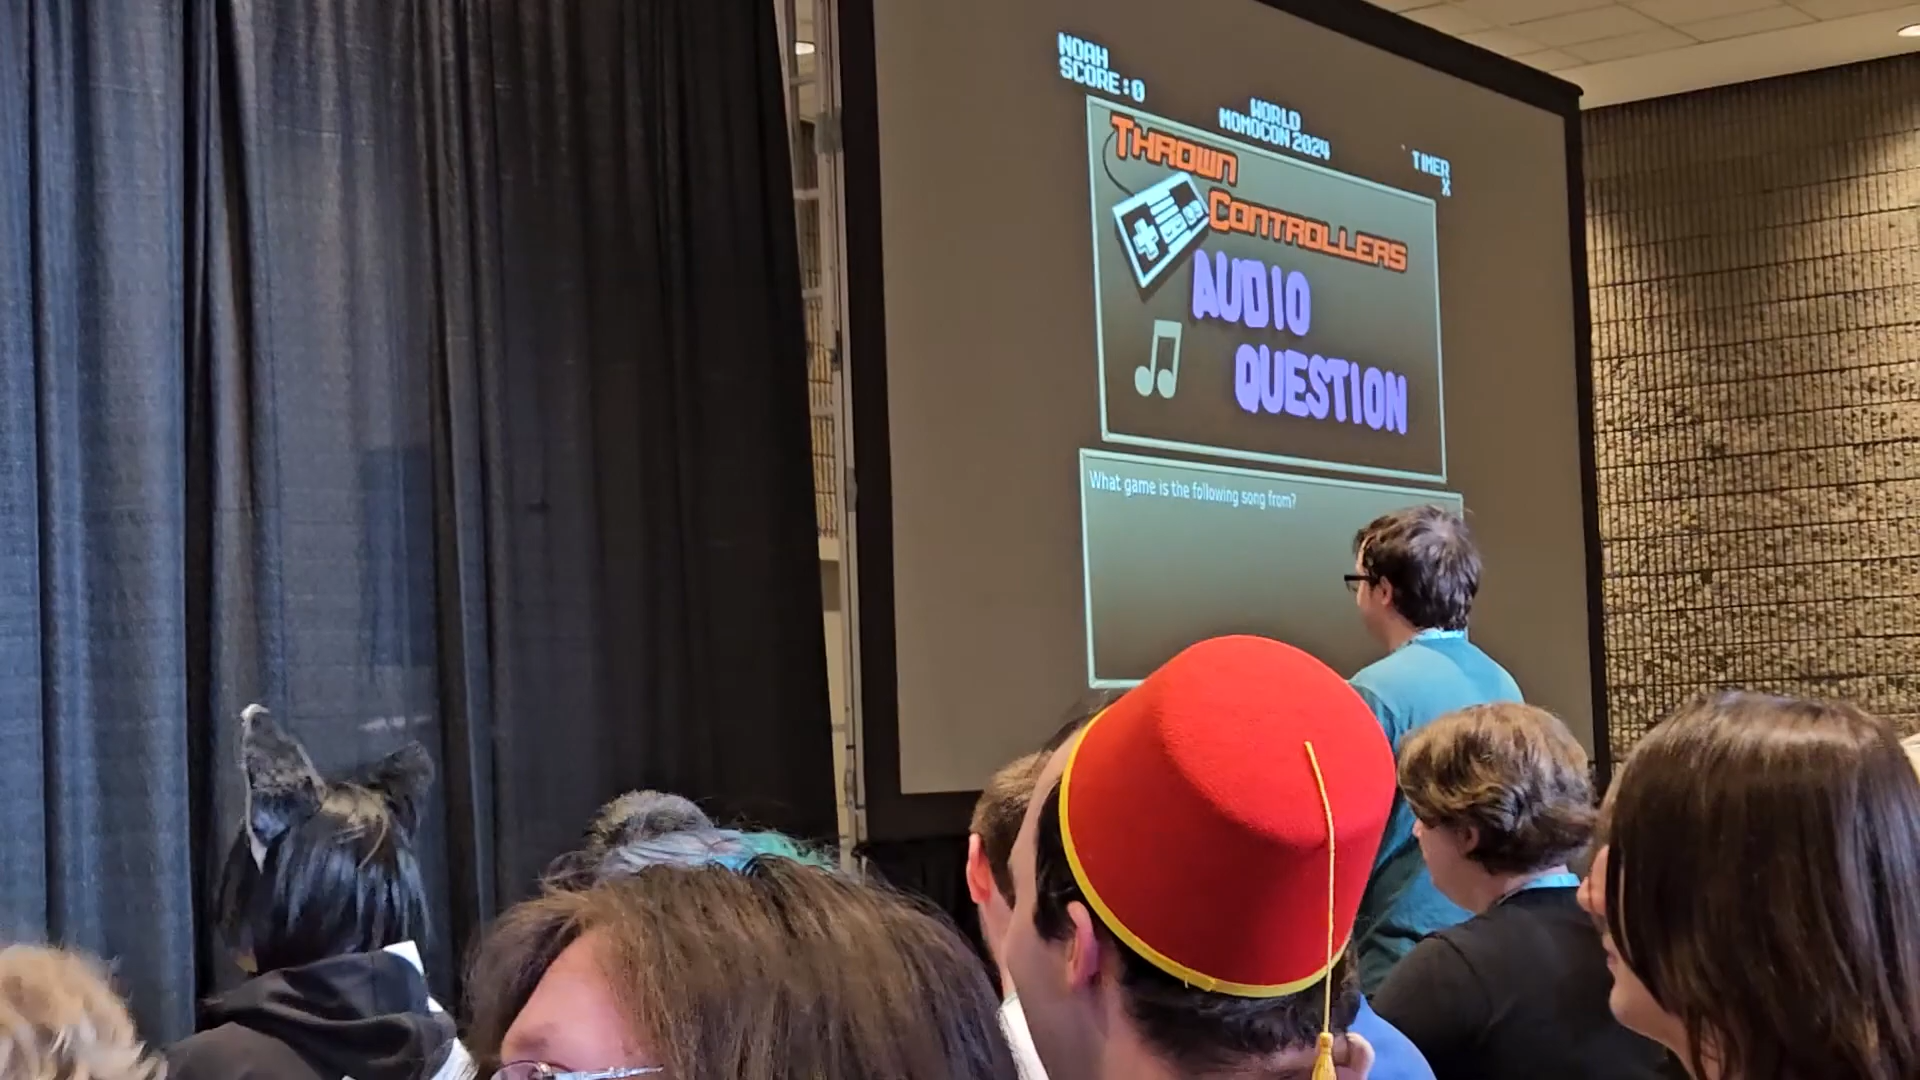 NOAH
SCORE:0
WORLD
MOMOCON 2024
TIMER
X
THROWN
CONTROLLERS
AUDIO
QUESTION
What game is the following song from?